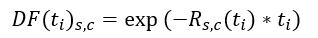 DF(t_i)_{s,c} = exp (−R_{s,c}(t_i) * t_i)